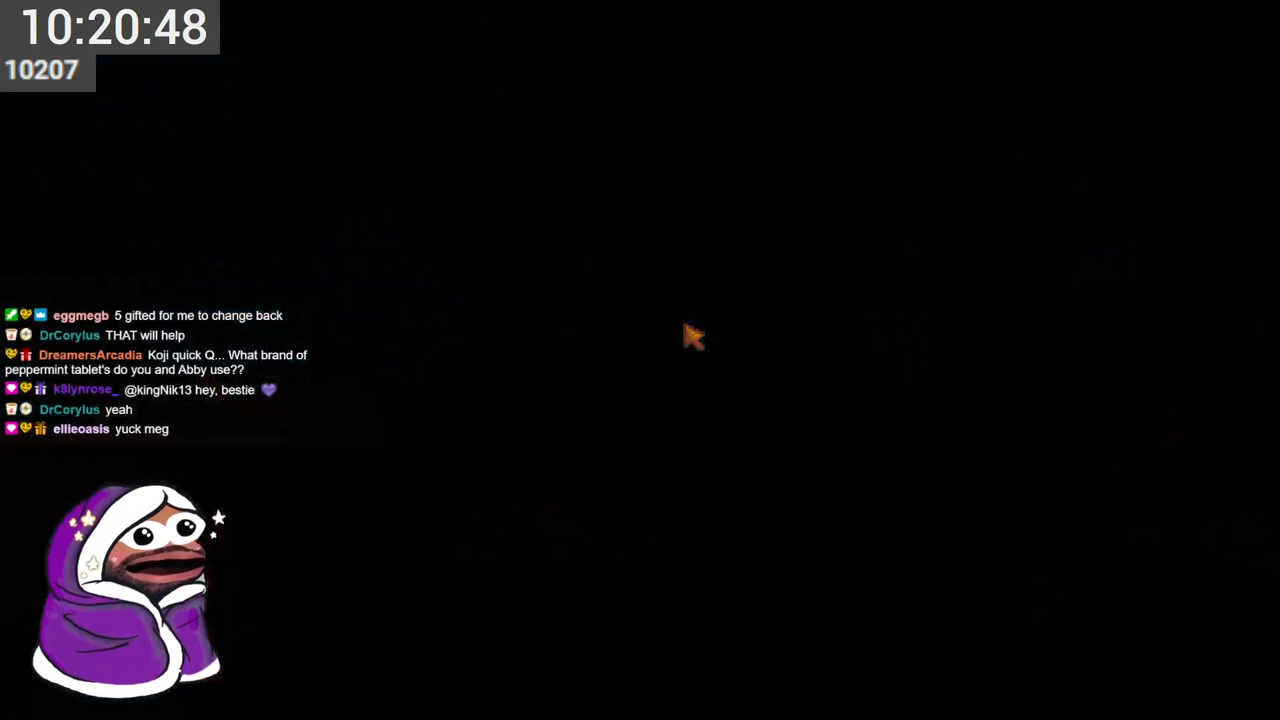 10:20:48
10207
eggmegb 5 gifted for me to change back
DrCorylus THAT will help
DreamersArcadia Koji quick Q... What brand of
peppermint tablet's do you and Abby use??
k8lynrose_ @kingNik13 hey, bestie
DrCorylus yeah
ellieoasis yuck meg